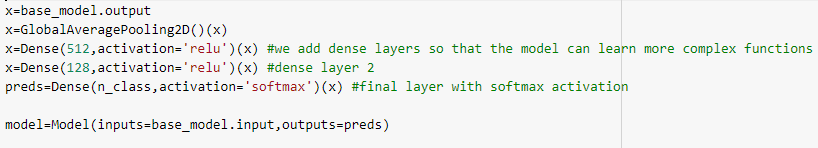 x=base_model.output
x=GlobalAveragePooling2D()(x)
x=Dense(512,activation='relu')(x) #we add dense layers so that the model can learn more complex functions
x=Dense(128,activation='relu')(x) #dense layer 2
preds=Dense(n_class,activation='softmax')(x) #final layer with softmax activation
model=Model(inputs=base_model.input,outputs=preds)